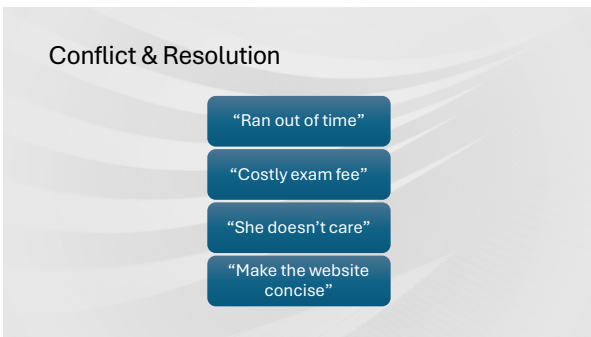 Conflict & Resolution
“Ran out of time”
“Costly exam fee”
“She doesn’t care”
“Make the website
concise”